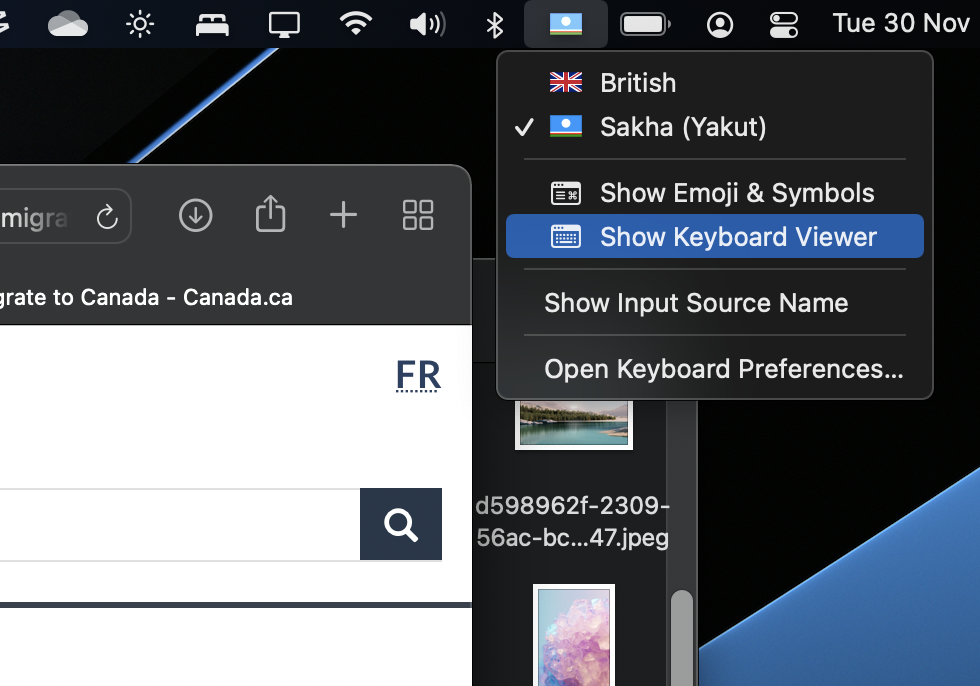 Tue 30 Nov
British
Sakha (Yakut)
Show Emoji & Symbols
Show Keyboard Viewer
Show Input Source Name
Open Keyboard Preferences...
migra
grate to Canada - Canada.ca
FR
d598962f-2309-
56ac-bc...47.jpeg